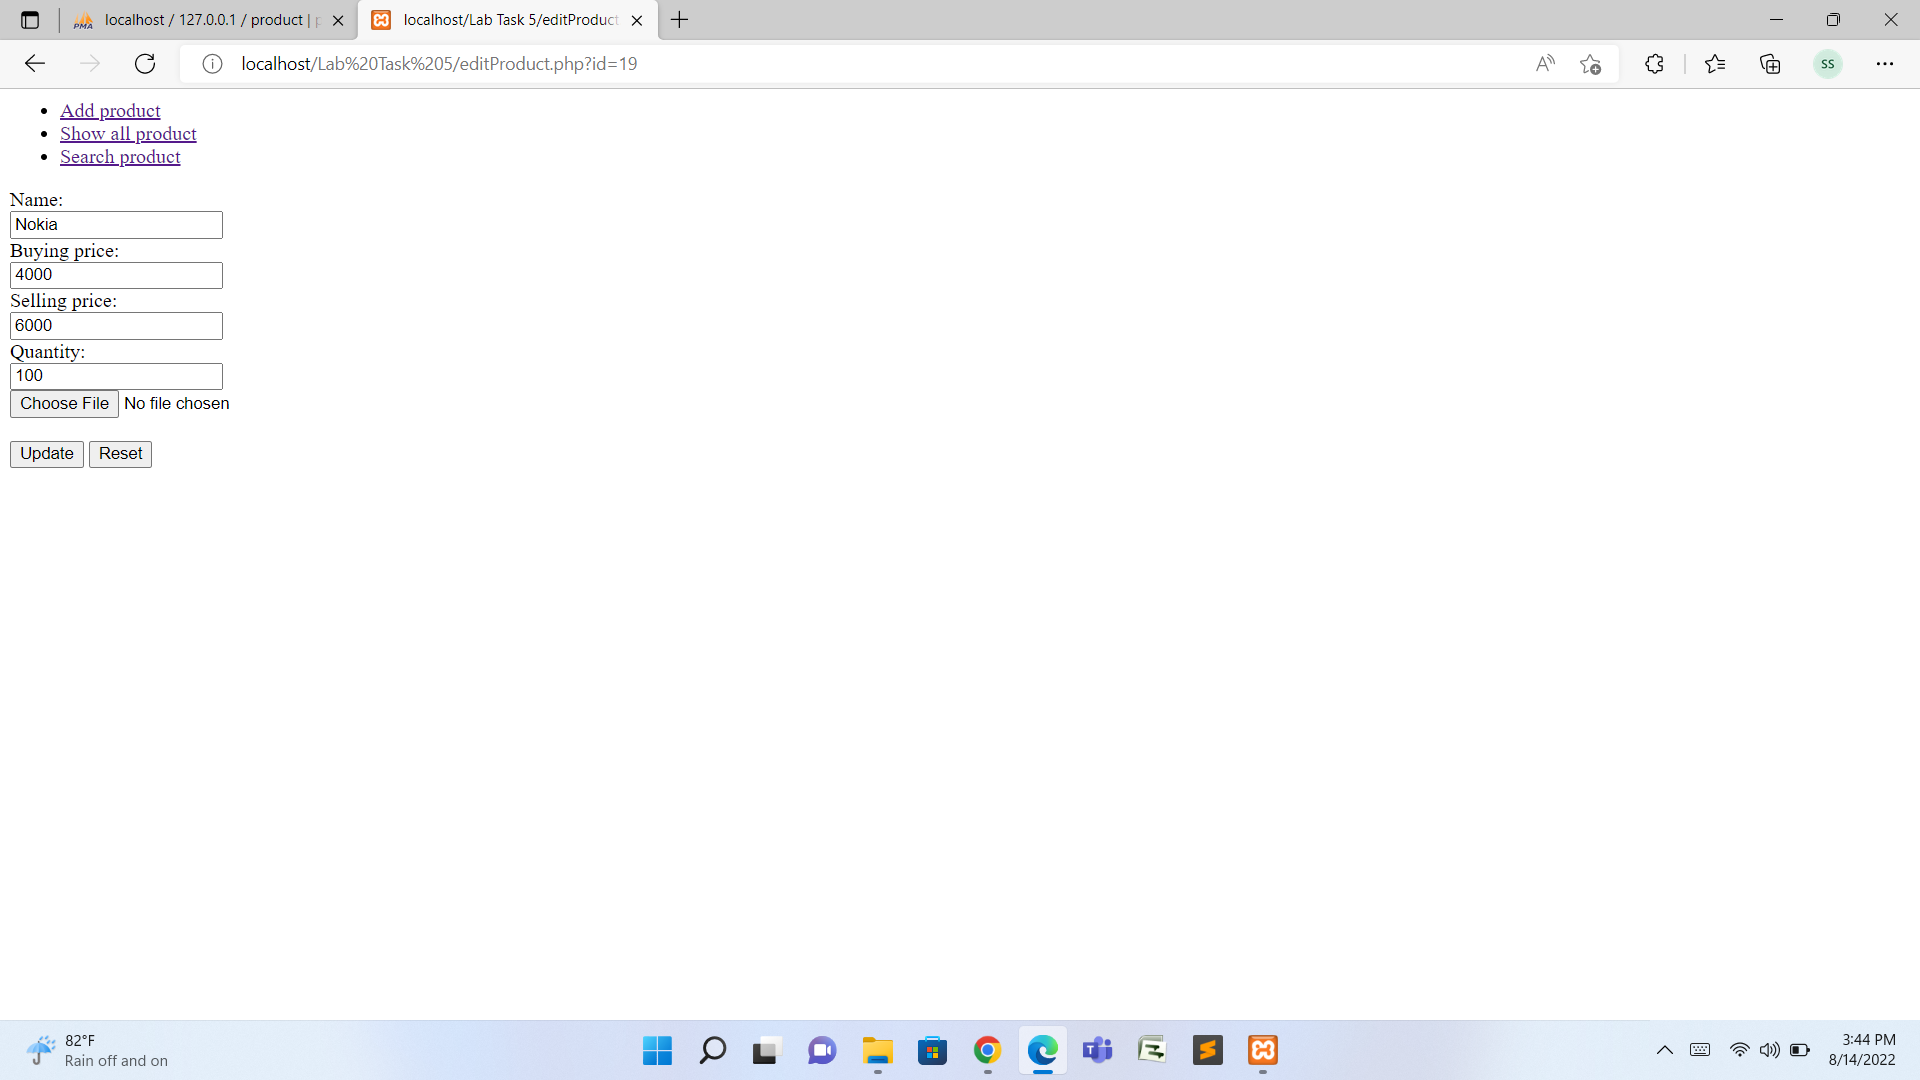 localhost / 127.0.0.1 / product |
localhost/Lab Task 5/editProduct
localhost/Lab%20Task%205/editProduct.php?id=19
SS
Add product
Show all product
Search product
Name:
Nokia
Buying price:
4000
Selling price:
6000
Quantity:
100
Choose File No file chosen
Update Reset
82°F
Rain off and on
3:44 PM
8/14/2022